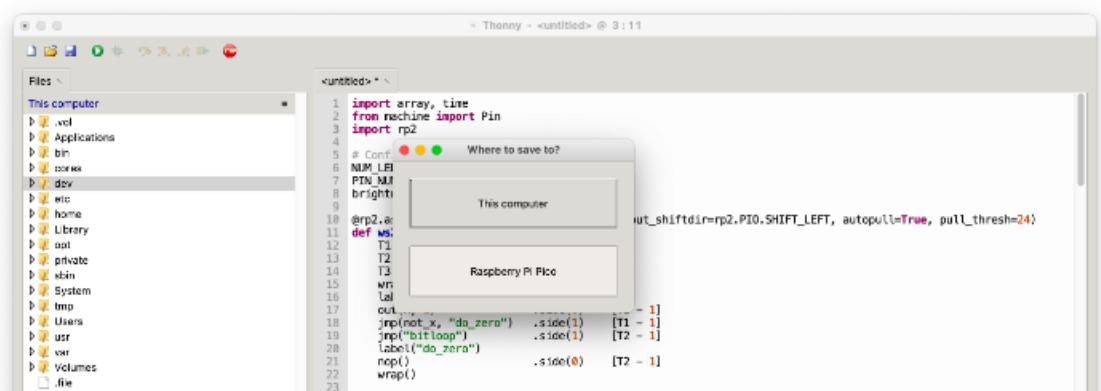 Thonny - <untitled> @ 3:11
Files
This computer
.vol
Applications
bin
cores
dev
etc
home
Library
opt
private
sbin
System
tmp
Users
usr
var
Volumes
.file
<untitled> *
1 import array, time
2 from machine import Pin
3 import rp2
4
5 # Conf
6 NUM_LE
7 PIN_NU
8 bright
9
10 @rp2.as ut_shiftdir=rp2.PIO.SHIFT_LEFT, autopull=True, pull_thresh=24)
11 def ws
12 T1
13 T2
14 T3
15 wra
16 lab
17 out [T3 - 1]
18 jmp(not_x, "do_zero") .side(1) [T1 - 1]
19 jmp("bitloop") .side(1) [T2 - 1]
20 label("do_zero")
21 nop() .side(0) [T2 - 1]
22 wrap()
23
Where to save to?
This computer
Raspberry Pi Pico